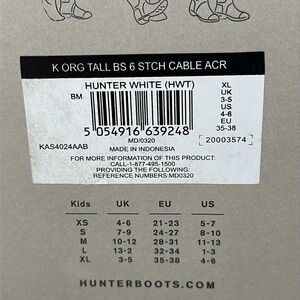 K ORG TALL BS 6 STCH CABLE ACR
HUNTER WHITE (HWT)
XL
UK
3-5
US
4-6
EU
35-38
BM
5 054916 639248
KAS4024AAB
MD/0320
MADE IN INDONESIA
20003574
FOR MORE INFORMATION OF THIS PRODUCT:
CALL-1-877-495-1500
PROVIDING THE FOLLOWING:
REFERENCE NUMBERS:MD0320
Kids UK EU US
XS 4-6 21-23 5-7
S 7-9 24-27 8-10
M 10-12 28-31 11-13
L 13-2 32-34 1-3
XL 3-5 35-38 4-6
HUNTERBOOTS.COM